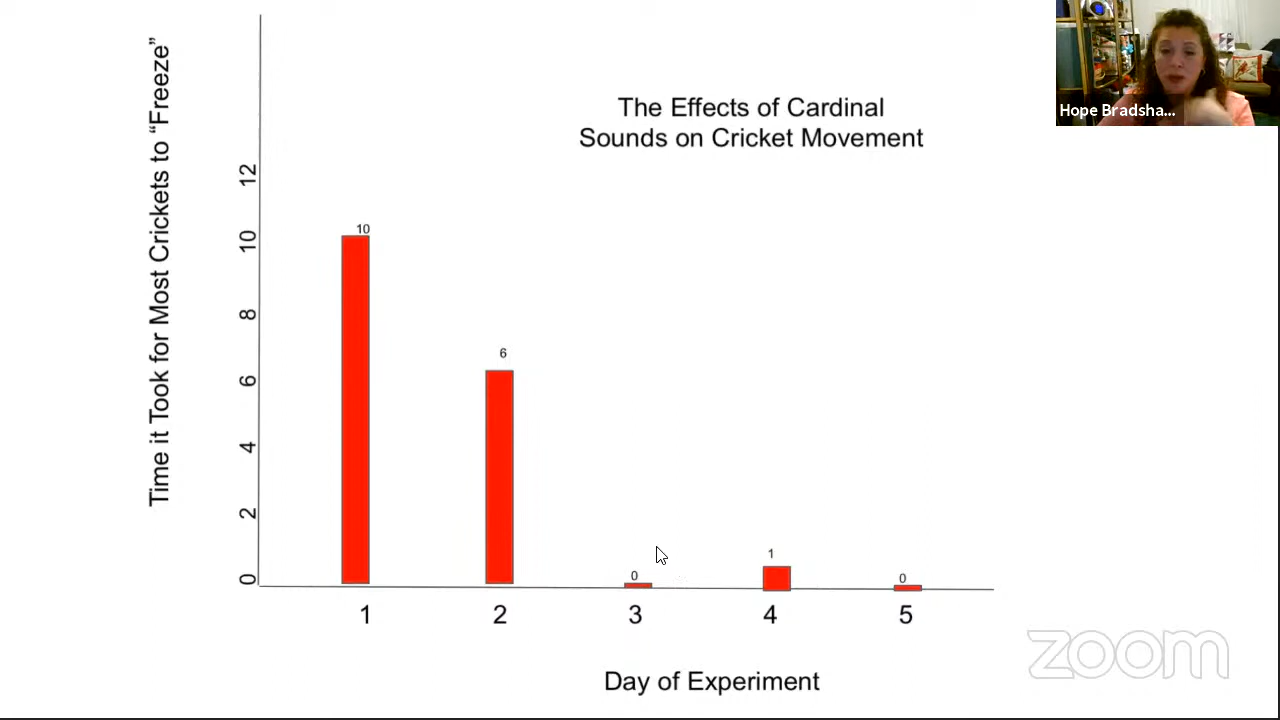 The Effects of Cardinal
Sounds on Cricket Movement
Hope Bradsha...
Time it Took for Most Crickets to “Freeze”
12
10
8
6
4
2
0
10
6
0
1
0
1
2
3
4
5
Day of Experiment
zoom